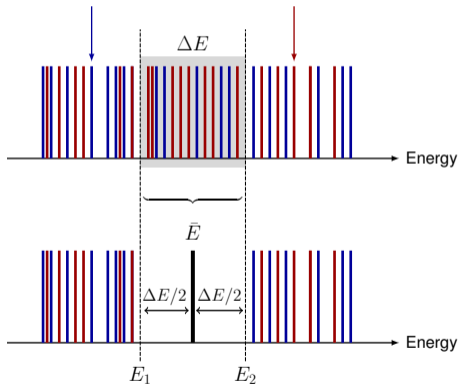 ΔE
Energy
Ē
ΔE/2 ΔE/2
Energy
E₁ E₂